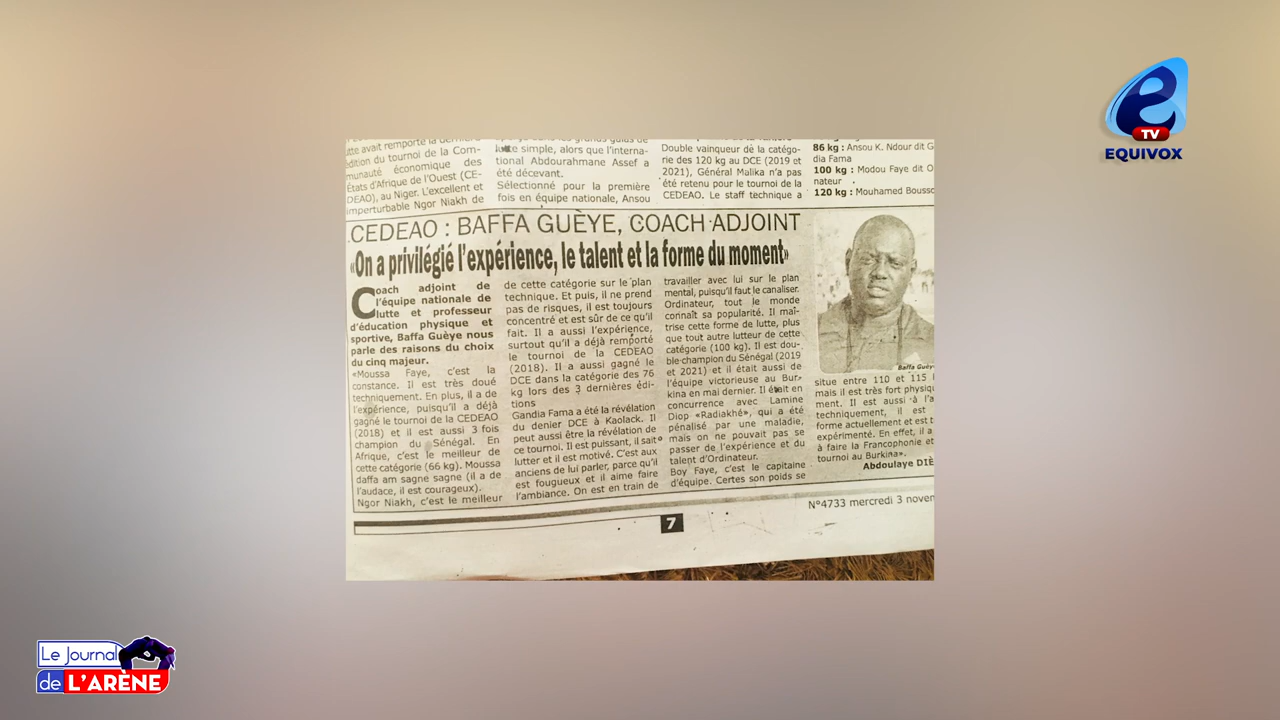 e
TV
EQUIVOX
lutte avait remporté la dernière
édition du tournoi de la Com-
munauté économique des
États d'Afrique de l'Ouest (CE-
DEAO), au Niger. L'excellent et
imperturbable Ngor Niakh de
lutte simple, alors que l'interna-
tional Abdourahmane Assef a
été décevant.
Sélectionné pour la première
fois en équipe nationale, Ansou
Double vainqueur de la catégo-
rie des 120 kg au DCE (2019 et
2021), Général Malika n'a pas
été retenu pour le tournoi de la
CEDEAO. Le staff technique a
86 kg : Ansou K. Ndour dit G
dia Fama
100 kg : Modou Faye dit O
nateur
120 kg : Mouhamed Bousso
CEDEAO : BAFFA GUÈYE, COACH ADJOINT
«On a privilégié l'expérience, le talent et la forme du moment»
Coach adjoint de
l'équipe nationale de
lutte et professeur
d'éducation physique et
sportive, Baffa Guèye nous
parle des raisons du choix
du cinq majeur.
«Moussa Faye, c'est la
constance. Il est très doué
techniquement. En plus, il a de
l'expérience, puisqu'il a déjà
gagné le tournoi de la CEDEAO
(2018) et il est aussi 3 fois
champion du Sénégal. En
Afrique, c'est le meilleur de
cette catégorie (66 kg). Moussa
daffa am sagne sagne (il a de
l'audace, il est courageux).
Ngor Niakh, c'est le meilleur
de cette catégorie sur le plan
technique. Et puis, il ne prend
pas de risques, il est toujours
concentré et est sûr de ce qu'il
fait. Il a aussi l'expérience,
surtout qu'il a déjà remporté
le tournoi de la CEDEAO
(2018). Il a aussi gagné le
DCE dans la catégorie des 76
kg lors des 3 dernières édi-
tions
Gandia Fama a été la révélation
du denier DCE à Kaolack. Il
peut aussi être la révélation de
ce tournoi. Il est puissant, il sait
lutter et il est motivé. C'est aux
anciens de lui parler, parce qu'il
est fougueux et il aime faire
l'ambiance. On est en train de
travailler avec lui sur le plan
mental, puisqu'il faut le canaliser.
Ordinateur, tout le monde
connaît sa popularité. Il maî-
trise cette forme de lutte, plus
que tout autre lutteur de cette
catégorie (100 kg). Il est dou-
ble champion du Sénégal (2019
et 2021) et il était aussi de
l'équipe victorieuse au Bur-
kina en mai dernier. Il était en
concurrence avec Lamine
Diop «Radiakhé», qui a été
pénalisé par une maladie,
mais on ne pouvait pas se
passer de l'expérience et du
talent d'Ordinateur.
Boy Faye, c'est le capitaine
d'équipe. Certes son poids se
Baffa Guèye
situe entre 110 et 115
mais il est très fort physiqu
ment. Il est aussi à l'a
techniquement, il est
forme actuellement et est t
expérimenté. En effet, il a
à faire la Francophonie et
tournoi au Burkina».
Abdoulaye DIÈ
N°4733 mercredi 3 novem
7
Le Journal
de L'ARÈNE